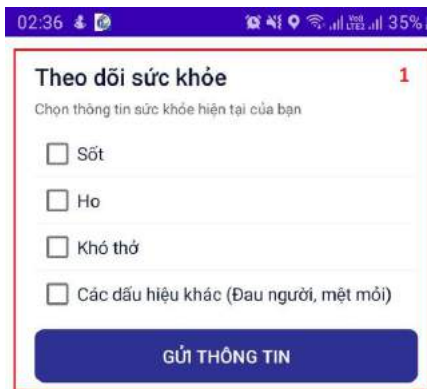 02:36 35%
Theo dõi sức khỏe 1
Chọn thông tin sức khỏe hiện tại của bạn
Sốt
Ho
Khó thở
Các dấu hiệu khác (Đau người, mệt mỏi)
GỬI THÔNG TIN